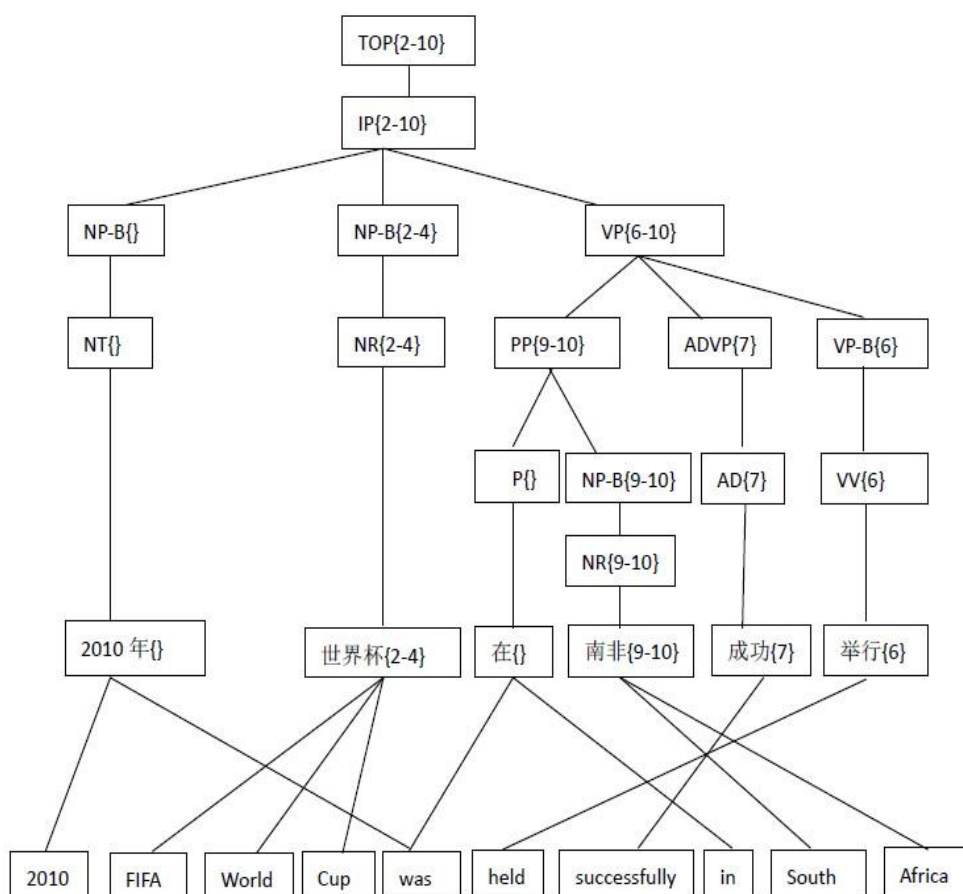 TOP{2-10}
IP{2-10}
NP-B{} NP-B{2-4} VP{6-10}
NT{} NR{2-4} PP{9-10} ADVP{7} VP-B{6}
P{} NP-B{9-10} AD{7} VV{6}
NR{9-10}
2010 年{} 世界杯{2-4} 在{} 南非{9-10} 成功{7} 举行{6}
2010 FIFA World Cup was held successfully in South Africa